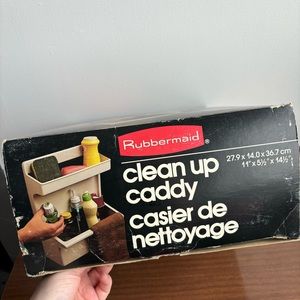 Rubbermaid®
27.9 x 14.0 x 36.7 cm
11" x 5½" x 14½"
clean up
caddy
casier de
nettoyage